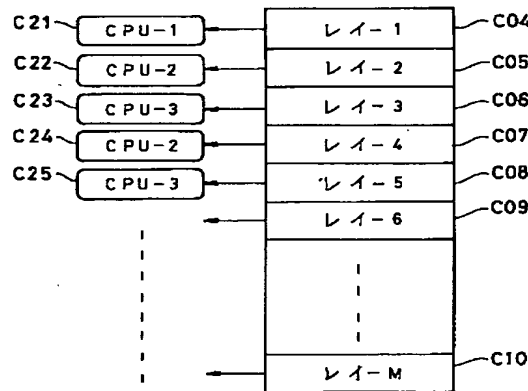 C21 CPU-1 レイ-1 C04
C22 CPU-2 レイ-2 C05
C23 CPU-3 レイ-3 C06
C24 CPU-2 レイ-4 C07
C25 CPU-3 レイ-5 C08
レイ-6 C09
レイ-M C10